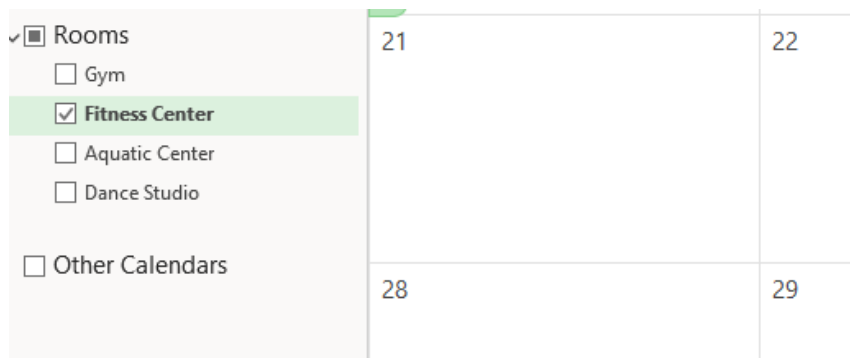 Rooms
Gym
Fitness Center
Aquatic Center
Dance Studio
Other Calendars
21
22
28
29